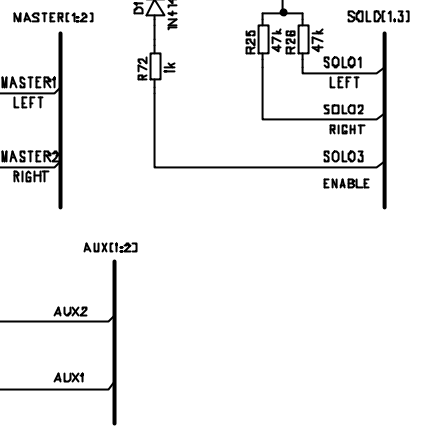 MASTER[1:2]
D1
SOLO[1.3]
R72
1k
R25
47k
R26
47k
MASTER1
LEFT
SOLO1
LEFT
SOLO2
RIGHT
MASTER2
RIGHT
SOLO3
ENABLE
AUX[1:2]
AUX2
AUX1